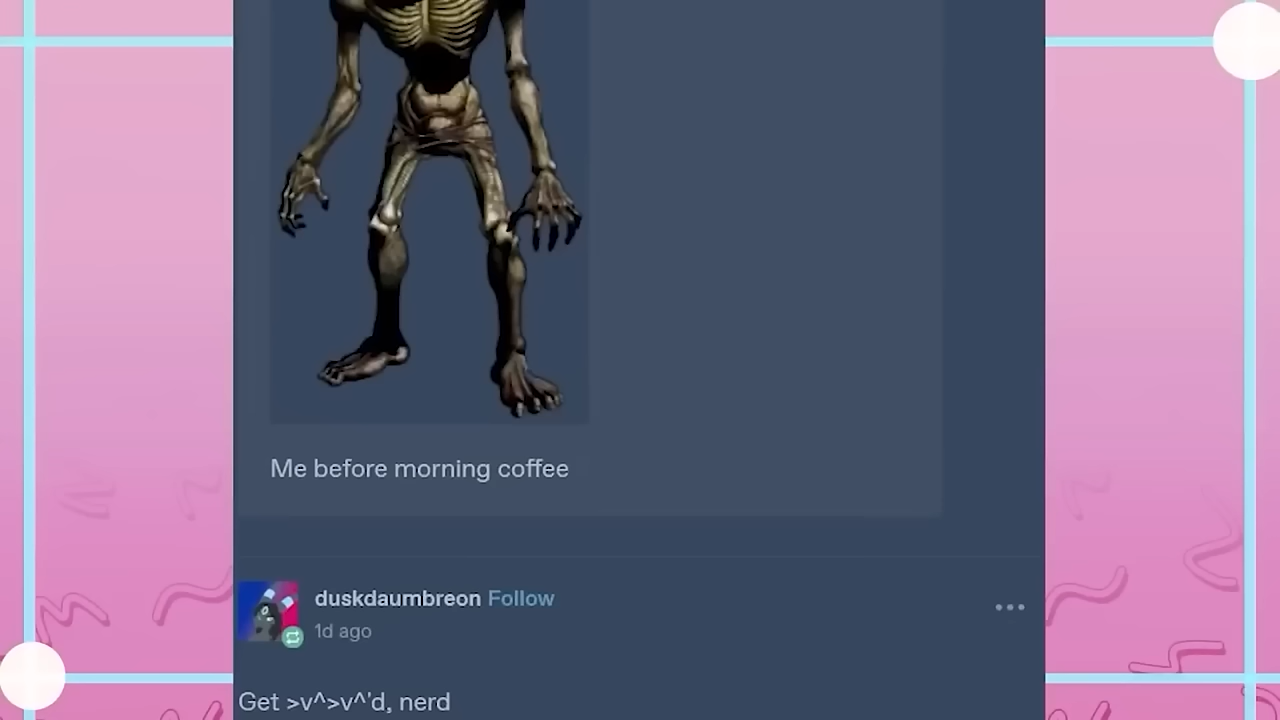 Me before morning coffee
duskdaumbreon Follow
1d ago
Get >v^>v^'d, nerd